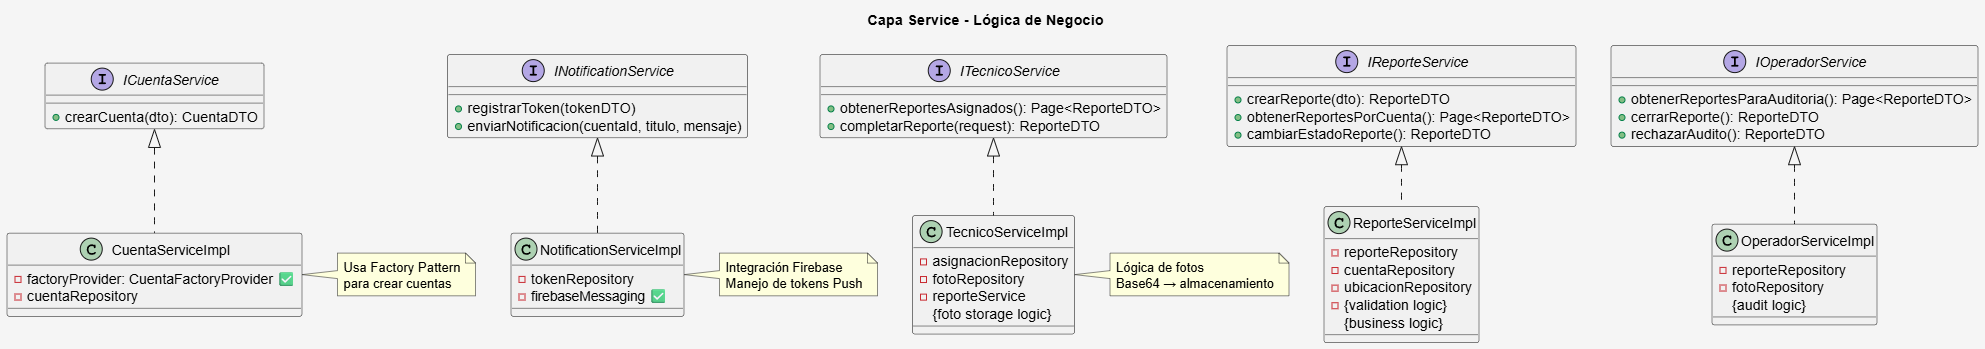 Capa Service - Lógica de Negocio
I ICuentaService
crearCuenta(dto): CuentaDTO
I INotificationService
registrarToken(tokenDTO)
enviarNotificacion(cuentaId, titulo, mensaje)
I ITecnicoService
obtenerReportesAsignados(): Page<ReporteDTO>
completarReporte(request): ReporteDTO
I IReporteService
crearReporte(dto): ReporteDTO
obtenerReportesPorCuenta(): Page<ReporteDTO>
cambiarEstadoReporte(): ReporteDTO
I IOperadorService
obtenerReportesParaAuditoria(): Page<ReporteDTO>
cerrarReporte(): ReporteDTO
rechazarAudito(): ReporteDTO
C CuentaServiceImpl
factoryProvider: CuentaFactoryProvider ✅
cuentaRepository
Usa Factory Pattern
para crear cuentas
C NotificationServiceImpl
tokenRepository
firebaseMessaging ✅
Integración Firebase
Manejo de tokens Push
C TecnicoServiceImpl
asignacionRepository
fotoRepository
reporteService
{foto storage logic}
Lógica de fotos
Base64 → almacenamiento
C ReporteServiceImpl
reporteRepository
cuentaRepository
ubicacionRepository
{validation logic}
{business logic}
C OperadorServiceImpl
reporteRepository
fotoRepository
{audit logic}